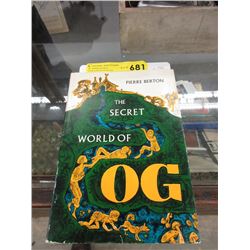 681
PIERRE BERTON
THE
SECRET
WORLD OF
OG